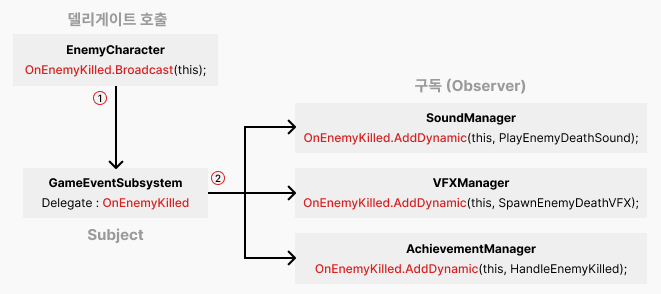 델리게이트 호출
EnemyCharacter
OnEnemyKilled.Broadcast(this);
①
GameEventSubsystem
Delegate : OnEnemyKilled
Subject
②
구독 (Observer)
SoundManager
OnEnemyKilled.AddDynamic(this, PlayEnemyDeathSound);
VFXManager
OnEnemyKilled.AddDynamic(this, SpawnEnemyDeathVFX);
AchievementManager
OnEnemyKilled.AddDynamic(this, HandleEnemyKilled);